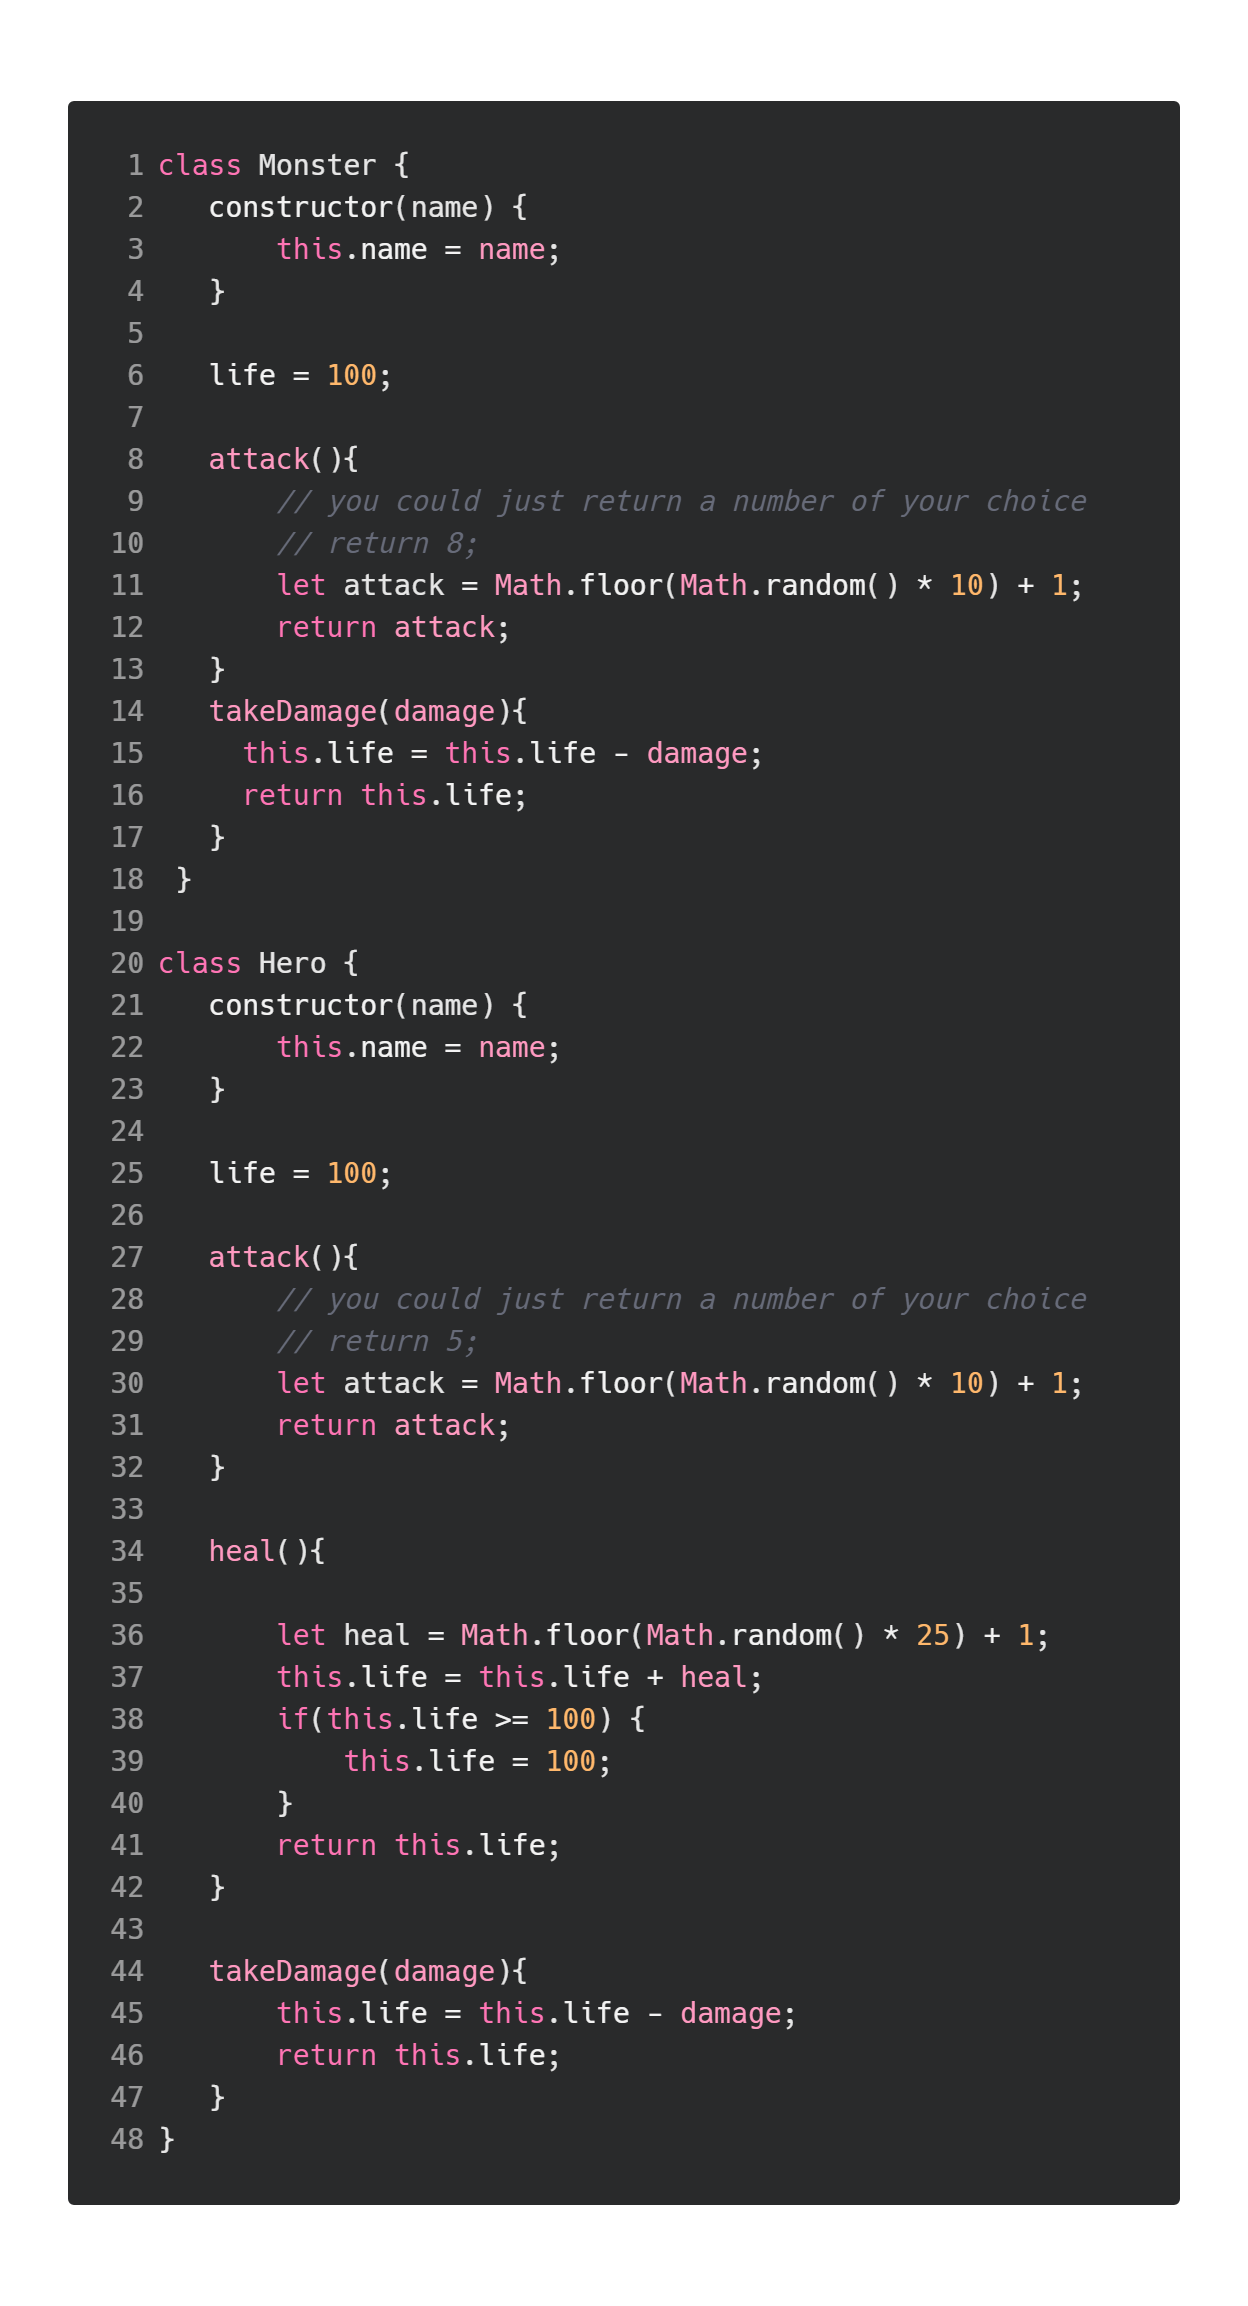 1 class Monster {
2    constructor(name) {
3        this.name = name;
4    }
5
6    life = 100;
7
8    attack(){
9        // you could just return a number of your choice
10        // return 8;
11        let attack = Math.floor(Math.random() * 10) + 1;
12        return attack;
13    }
14    takeDamage(damage){
15      this.life = this.life - damage;
16      return this.life;
17    }
18  }
19
20 class Hero {
21    constructor(name) {
22        this.name = name;
23    }
24
25    life = 100;
26
27    attack(){
28        // you could just return a number of your choice
29        // return 5;
30        let attack = Math.floor(Math.random() * 10) + 1;
31        return attack;
32    }
33
34    heal(){
35
36        let heal = Math.floor(Math.random() * 25) + 1;
37        this.life = this.life + heal;
38        if(this.life >= 100) {
39            this.life = 100;
40        }
41        return this.life;
42    }
43
44    takeDamage(damage){
45        this.life = this.life - damage;
46        return this.life;
47    }
48 }